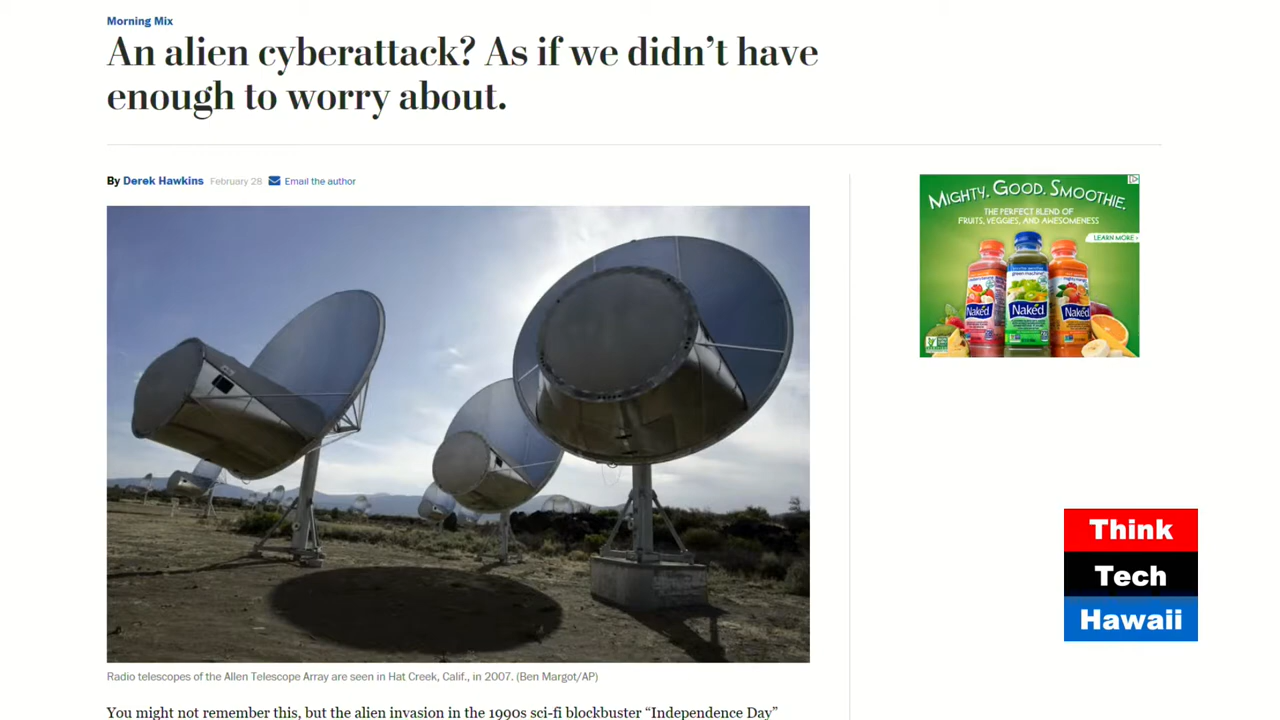 Morning Mix
An alien cyberattack? As if we didn’t have
enough to worry about.
By Derek Hawkins February 28 Email the author
MIGHTY. GOOD. SMOOTHIE.
THE PERFECT BLEND OF
FRUITS, VEGGIES, AND AWESOMENESS
LEARN MORE ›
Naked
Naked
Naked
Think
Tech
Hawaii
Radio telescopes of the Allen Telescope Array are seen in Hat Creek, Calif., in 2007. (Ben Margot/AP)
You might not remember this, but the alien invasion in the 1990s sci-fi blockbuster “Independence Day”